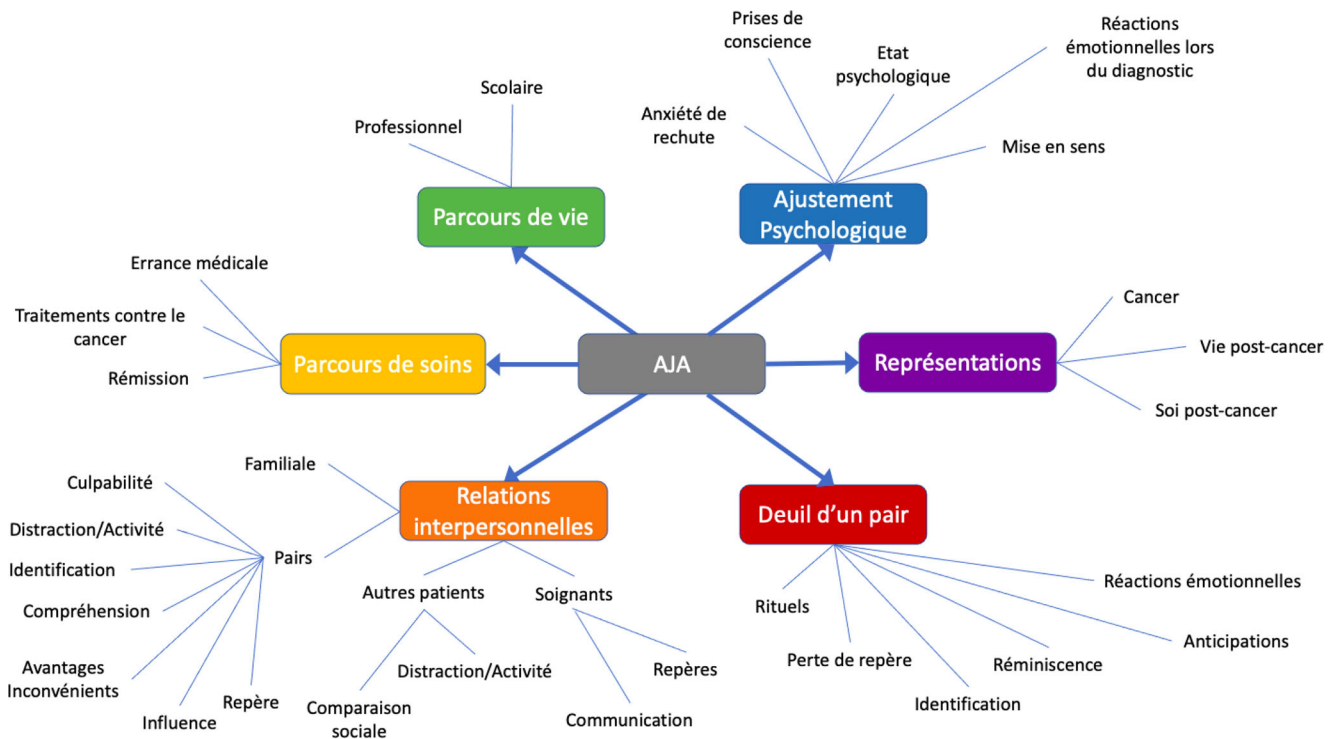 Prises de
conscience
Etat
psychologique
Réactions
émotionnelles lors
du diagnostic
Scolaire
Professionnel
Anxiété de
rechute
Mise en sens
Parcours de vie
Ajustement
Psychologique
Errance médicale
Traitements contre le
cancer
Rémission
Parcours de soins
AJA
Représentations
Cancer
Vie post-cancer
Soi post-cancer
Familiale
Relations
interpersonnelles
Deuil d'un pair
Culpabilité
Distraction/Activité
Identification
Compréhension
Avantages
Inconvénients
Influence
Repère
Pairs
Autres patients
Soignants
Comparaison
sociale
Distraction/Activité
Communication
Repères
Rituels
Perte de repère
Identification
Réminiscence
Anticipations
Réactions émotionnelles